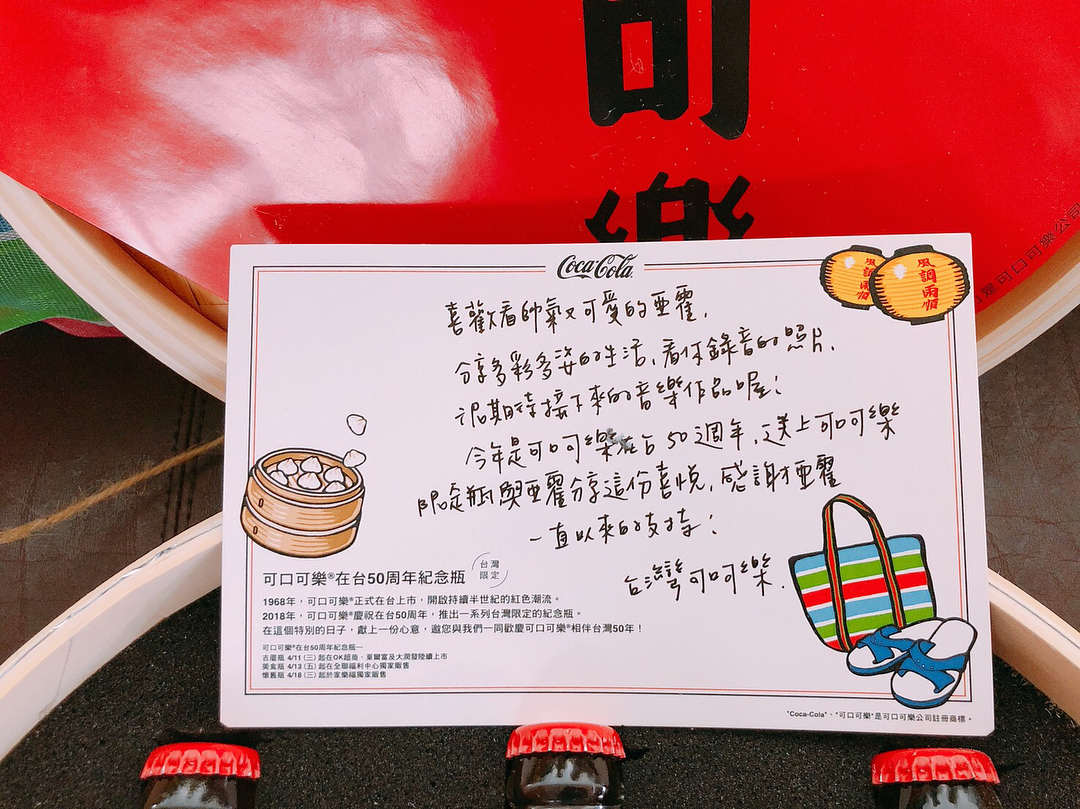 可
樂
是可口可樂公司
Coca-Cola
風調雨順
風調雨順
喜歡看帥氣又可愛的亞霏,
分享多彩多姿的生活,看你錄音的照片,
很期待接下來的音樂作品喔!
今年是可口可樂在台50週年,送上可口可樂
限定瓶與亞霏分享這份喜悅,感謝亞霏
一直以來的支持!
台灣可口可樂.
可口可樂®在台50周年紀念瓶 台灣限定
1968年,可口可樂®正式在台上市,開啟持續半世紀的紅色潮流。
2018年,可口可樂®慶祝在台50周年,推出一系列台灣限定的紀念瓶。
在這個特別的日子,獻上一份心意,邀您與我們一同歡慶可口可樂®相伴台灣50年!
可口可樂®在台50周年紀念瓶—
古厝瓶 4/11 (三) 起在OK超商、萊爾富及大潤發陸續上市
美食瓶 4/13 (五) 起在全聯福利中心獨家販售
懷舊瓶 4/18 (三) 起於家樂福獨家販售
"Coca-Cola"、"可口可樂"是可口可樂公司註冊商標。